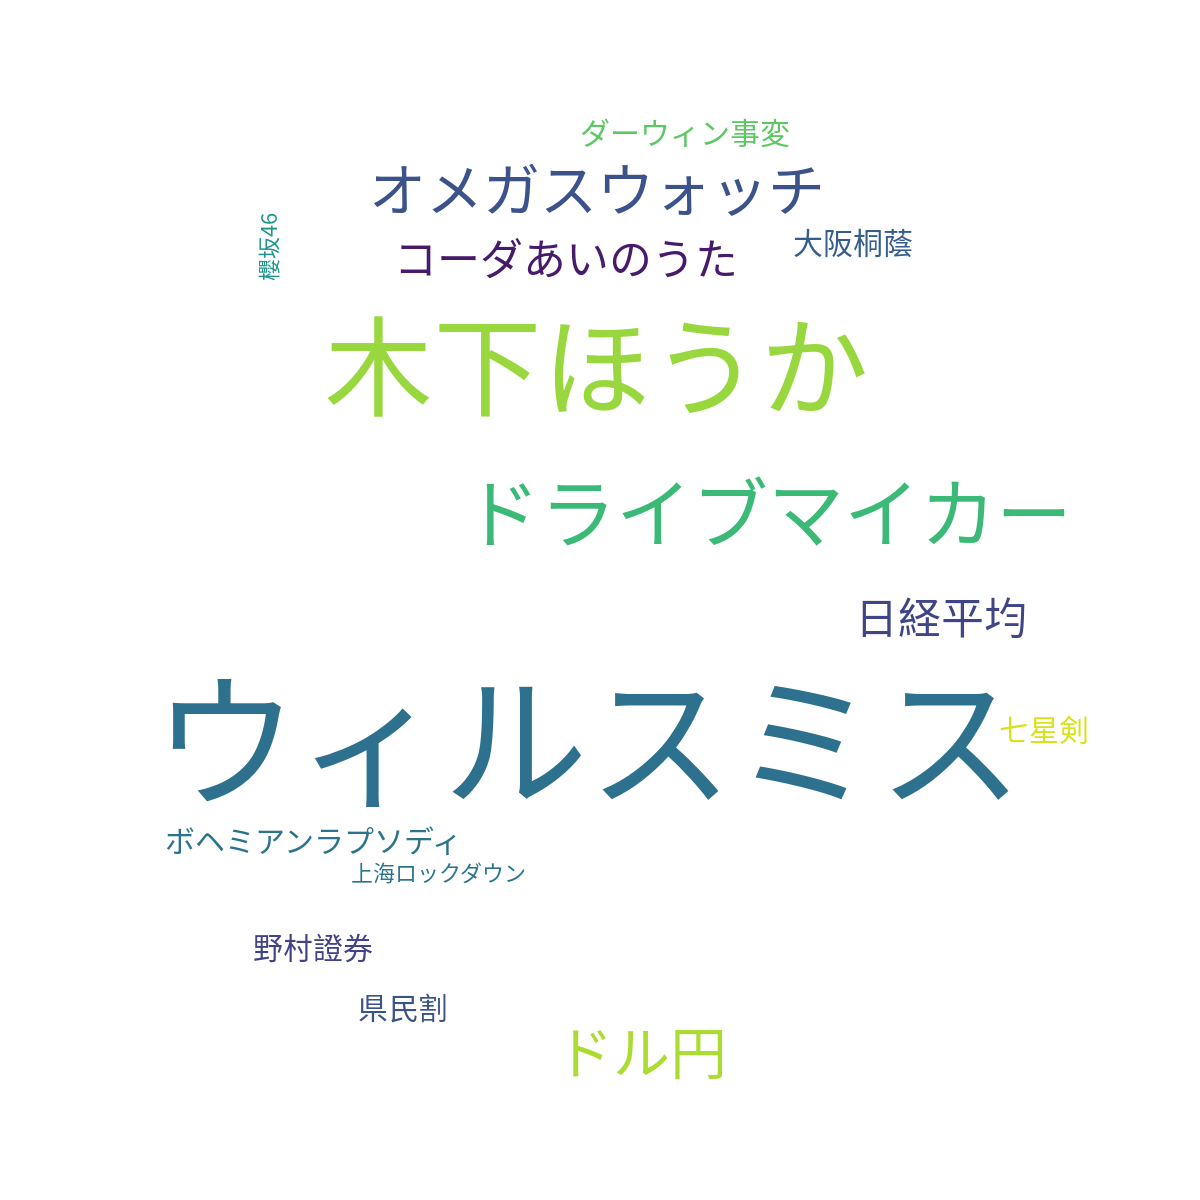 ダーウィン事変
オメガスウォッチ
櫻坂46
大阪桐蔭
コーダあいのうた
木下ほうか
ドライブマイカー
日経平均
ウィルスミス
七星剣
ボヘミアンラプソディ
上海ロックダウン
野村證券
県民割
ドル円